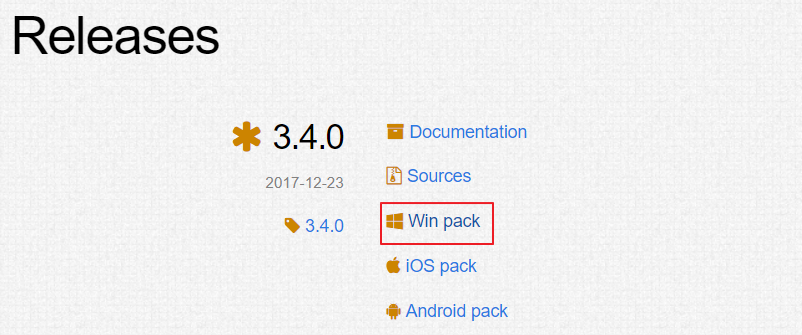 Releases
3.4.0
2017-12-23
3.4.0
Documentation
Sources
Win pack
iOS pack
Android pack